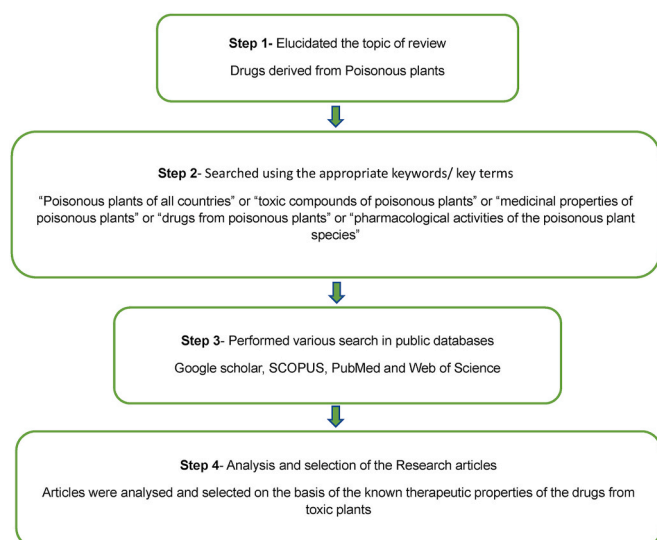 Step 1- Elucidated the topic of review
Drugs derived from Poisonous plants
Step 2- Searched using the appropriate keywords/ key terms
“Poisonous plants of all countries” or “toxic compounds of poisonous plants” or “medicinal properties of
poisonous plants” or “drugs from poisonous plants” or “pharmacological activities of the poisonous plant
species”
Step 3- Performed various search in public databases
Google scholar, SCOPUS, PubMed and Web of Science
Step 4- Analysis and selection of the Research articles
Articles were analysed and selected on the basis of the known therapeutic properties of the drugs from
toxic plants